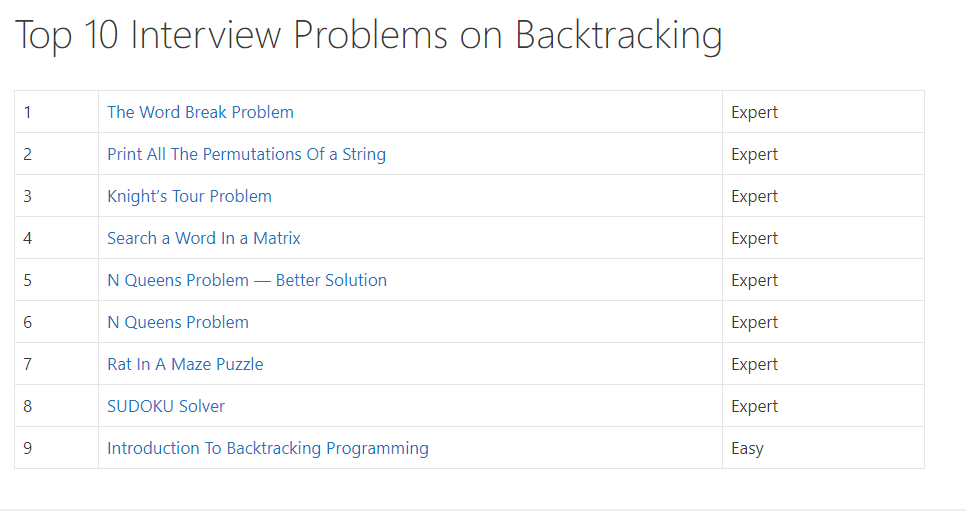 Top 10 Interview Problems on Backtracking
1 The Word Break Problem Expert
2 Print All The Permutations Of a String Expert
3 Knight’s Tour Problem Expert
4 Search a Word In a Matrix Expert
5 N Queens Problem — Better Solution Expert
6 N Queens Problem Expert
7 Rat In A Maze Puzzle Expert
8 SUDOKU Solver Expert
9 Introduction To Backtracking Programming Easy